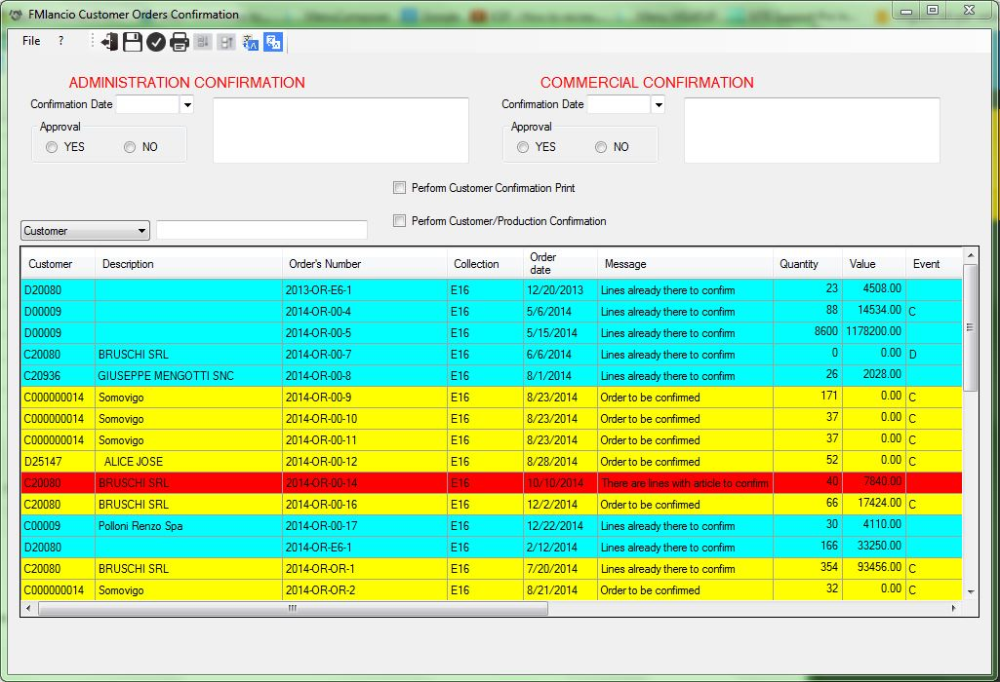 FMIancio Customer Orders Confirmation
File ?
ADMINISTRATION CONFIRMATION COMMERCIAL CONFIRMATION
Confirmation Date Confirmation Date
Approval Approval
YES NO YES NO
Perform Customer Confirmation Print
Perform Customer/Production Confirmation
Customer
Customer Description Order's Number Collection Order date Message Quantity Value Event
D20080 2013-OR-E6-1 E16 12/20/2013 Lines already there to confirm 23 4508.00
D00009 2014-OR-00-4 E16 5/6/2014 Lines already there to confirm 88 14534.00 C
D00009 2014-OR-00-5 E16 5/15/2014 Lines already there to confirm 8600 1178200.00
C20080 BRUSCHI SRL 2014-OR-00-7 E16 6/6/2014 Lines already there to confirm 0 0.00 D
C20936 GIUSEPPE MENGOTTI SNC 2014-OR-00-8 E16 8/1/2014 Lines already there to confirm 26 2028.00
C000000014 Somovigo 2014-OR-00-9 E16 8/23/2014 Order to be confirmed 171 0.00 C
C000000014 Somovigo 2014-OR-00-10 E16 8/23/2014 Order to be confirmed 37 0.00 C
C000000014 Somovigo 2014-OR-00-11 E16 8/23/2014 Order to be confirmed 37 0.00 C
D25147 ALICE JOSE 2014-OR-00-12 E16 8/28/2014 Order to be confirmed 52 0.00 C
C20080 BRUSCHI SRL 2014-OR-00-14 E16 10/10/2014 There are lines with article to confirm 40 7840.00
C20080 BRUSCHI SRL 2014-OR-00-16 E16 12/2/2014 Order to be confirmed 66 17424.00 C
C00009 Polloni Renzo Spa 2014-OR-00-17 E16 12/22/2014 Lines already there to confirm 30 4110.00
D20080 2014-OR-E6-1 E16 2/12/2014 Lines already there to confirm 166 33250.00
C20080 BRUSCHI SRL 2014-OR-OR-1 E16 7/20/2014 Lines already there to confirm 354 93456.00 C
C000000014 Somovigo 2014-OR-OR-2 E16 8/21/2014 Order to be confirmed 32 0.00 C